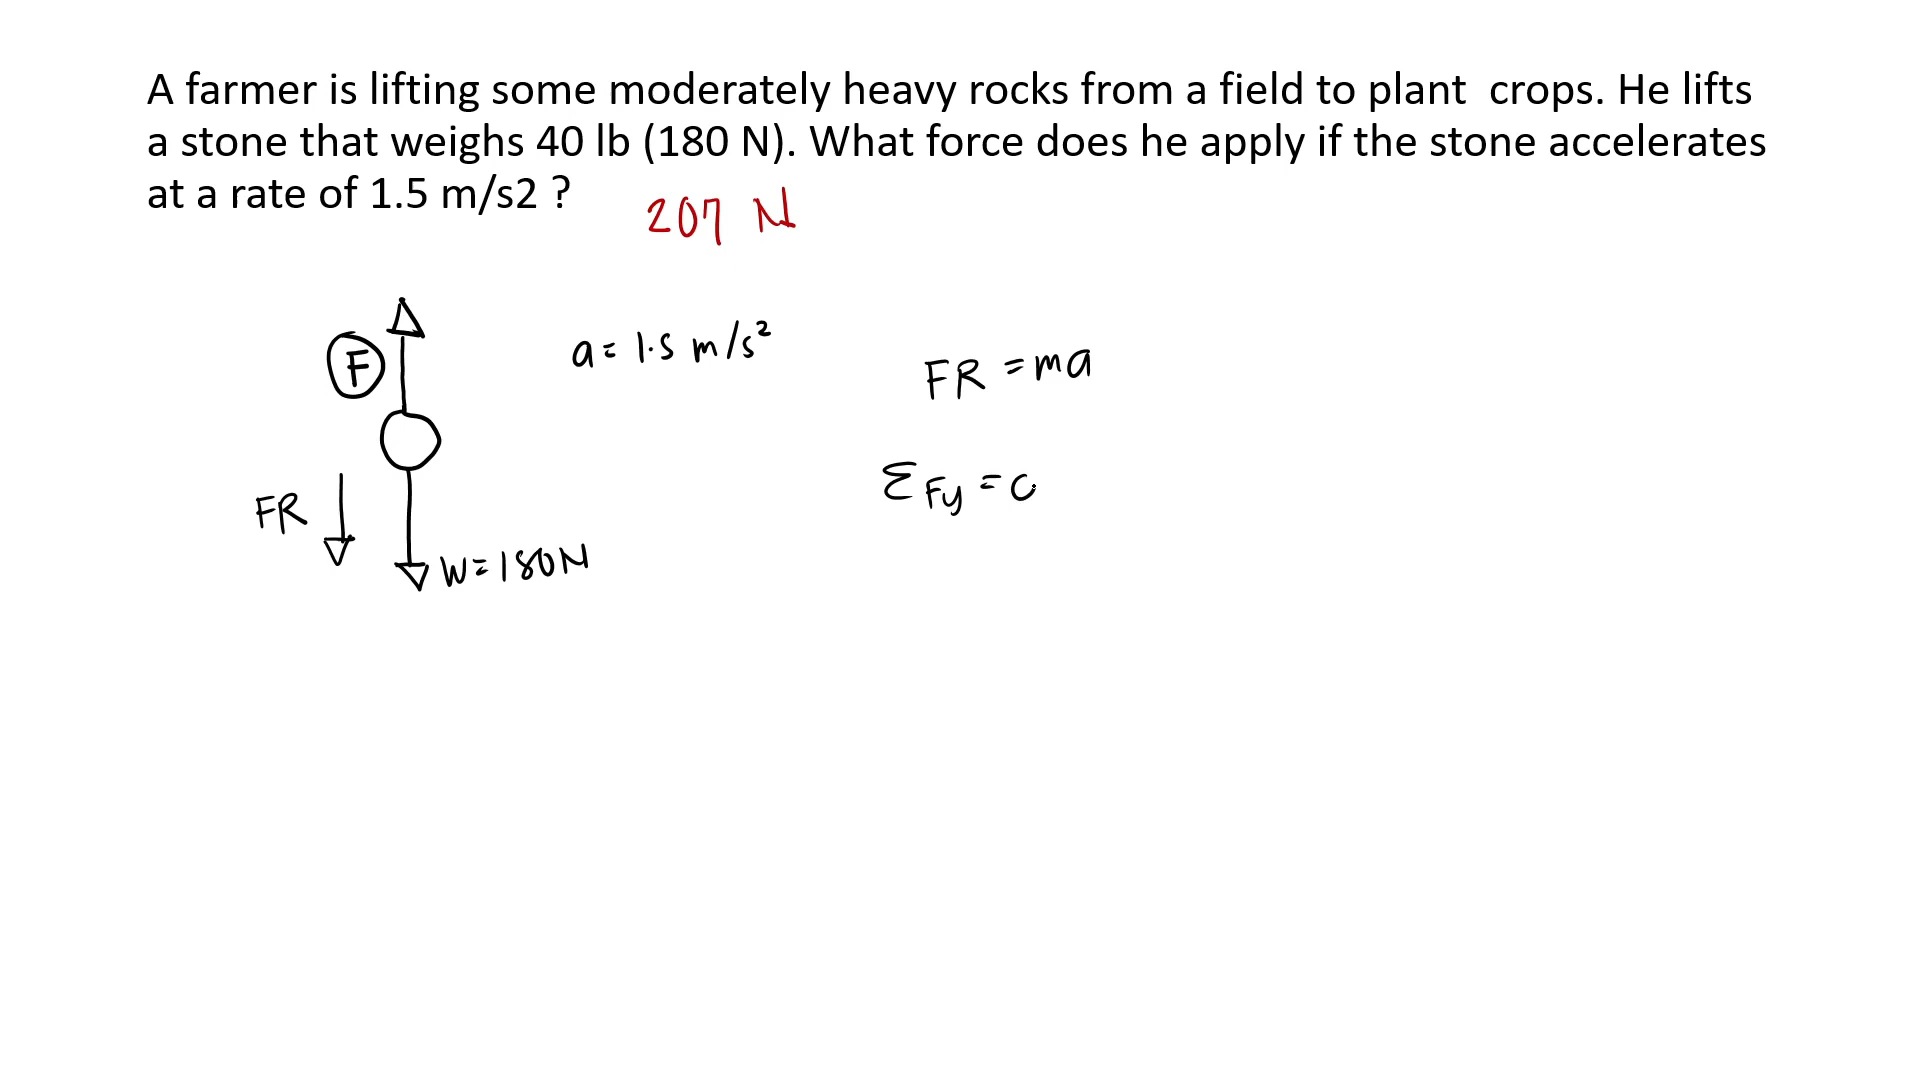 A farmer is lifting some moderately heavy rocks from a field to plant  crops. He lifts
a stone that weighs 40 lb (180 N). What force does he apply if the stone accelerates
at a rate of 1.5 m/s2 ?
207 N
F
a = 1.5 m/s²
FR = ma
ΣFy = 0
FR
W = 180N